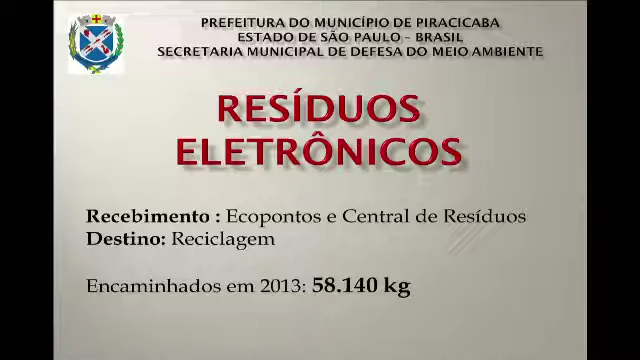 PREFEITURA DO MUNICÍPIO DE PIRACICABA
ESTADO DE SÃO PAULO – BRASIL
SECRETARIA MUNICIPAL DE DEFESA DO MEIO AMBIENTE
RESÍDUOS
ELETRÔNICOS
Recebimento : Ecopontos e Central de Resíduos
Destino: Reciclagem
Encaminhados em 2013: 58.140 kg